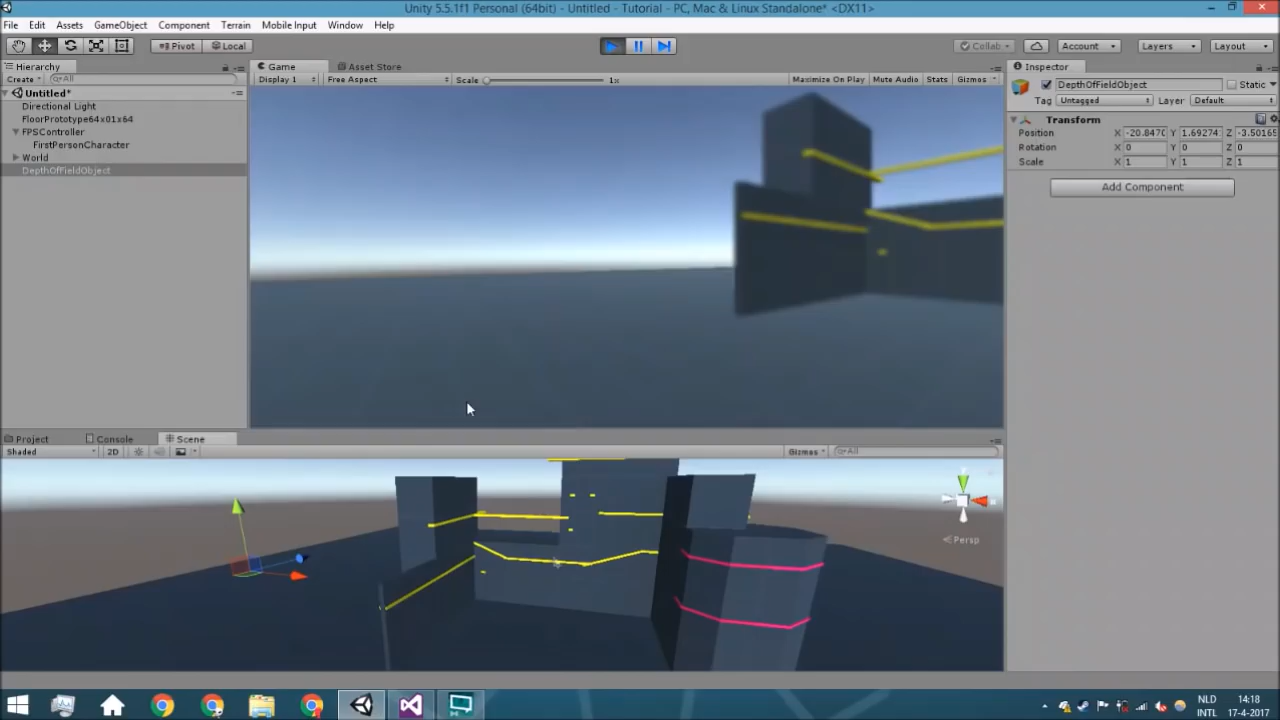 Unity 5.5.1f1 Personal (64bit) - Untitled - Tutorial - PC, Mac & Linux Standalone* <DX11>
File Edit Assets GameObject Component Terrain Mobile Input Window Help
Pivot Local Collab Account Layers Layout
Hierarchy Game Asset Store Inspector
Create All Display 1 Free Aspect Scale 1x Maximize On Play Mute Audio Stats Gizmos DepthOfFieldObject Static
Untitled* Tag Untagged Layer Default
Directional Light
FloorPrototype64x01x64 Transform
FPSController Position X -20.8470 Y 1.69274 Z -3.50165
FirstPersonCharacter Rotation X 0 Y 0 Z 0
World Scale X 1 Y 1 Z 1
DepthOfFieldObject
Add Component
Project Console Scene
Shaded 2D Gizmos All
Persp
NLD 14:18
INTL 17-4-2017